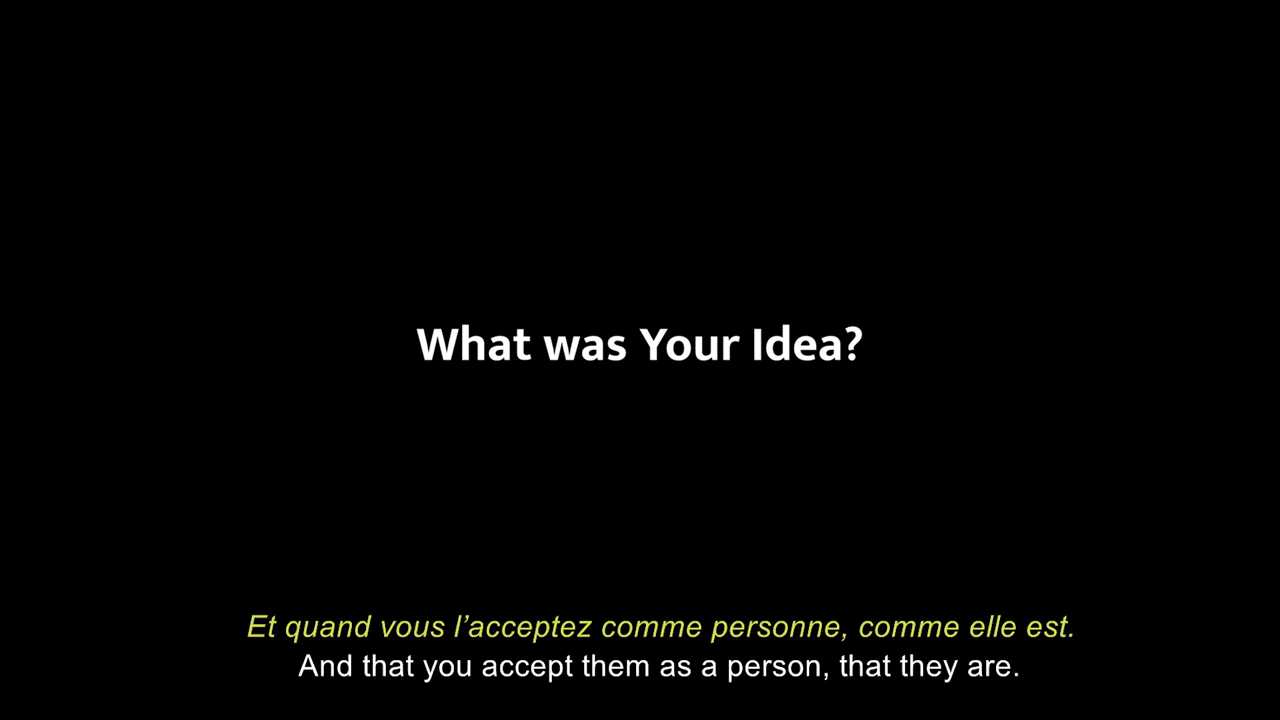 What was Your Idea?
Et quand vous l’acceptez comme personne, comme elle est.
And that you accept them as a person, that they are.